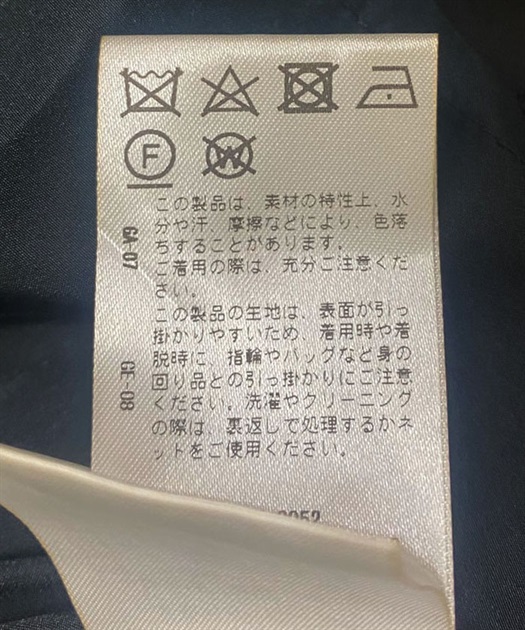 F
W
この製品は、素材の特性上、水
分や汗、摩擦などにより、色落
ちすることがあります。
ご着用の際は、充分ご注意くだ
さい。
GA-07
この製品の生地は、表面が引っ
掛かりやすいため、着用時や着
脱時に、指輪やバッグなど身の
回り品との引っ掛かりにご注意
ください。洗濯やクリーニング
の際は、裏返しで処理するかネ
ットをご使用ください。
GE-08